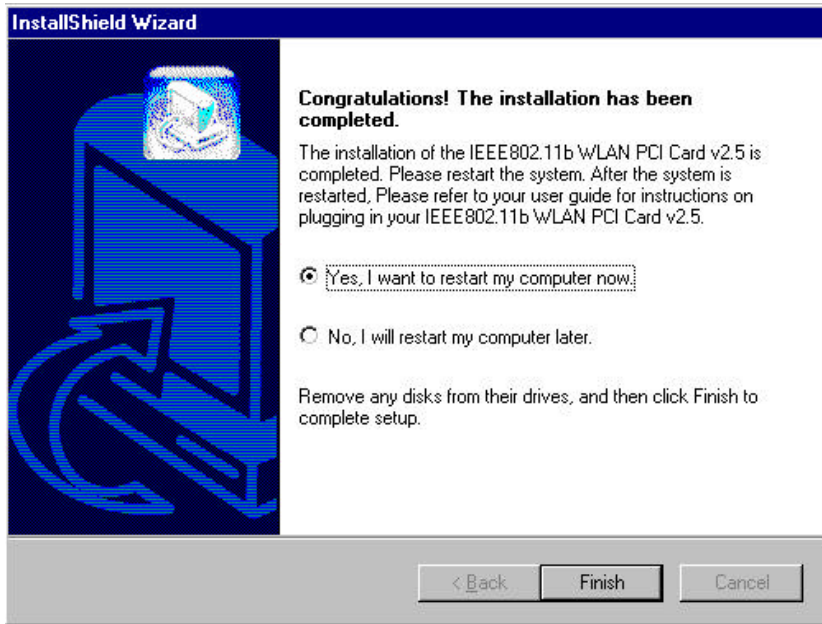 InstallShield Wizard
Congratulations! The installation has been
completed.
The installation of the IEEE802.11b WLAN PCI Card v2.5 is
completed. Please restart the system. After the system is
restarted, Please refer to your user guide for instructions on
plugging in your IEEE802.11b WLAN PCI Card v2.5.
Yes, I want to restart my computer now.
No, I will restart my computer later.
Remove any disks from their drives, and then click Finish to
complete setup.
< Back
Finish
Cancel